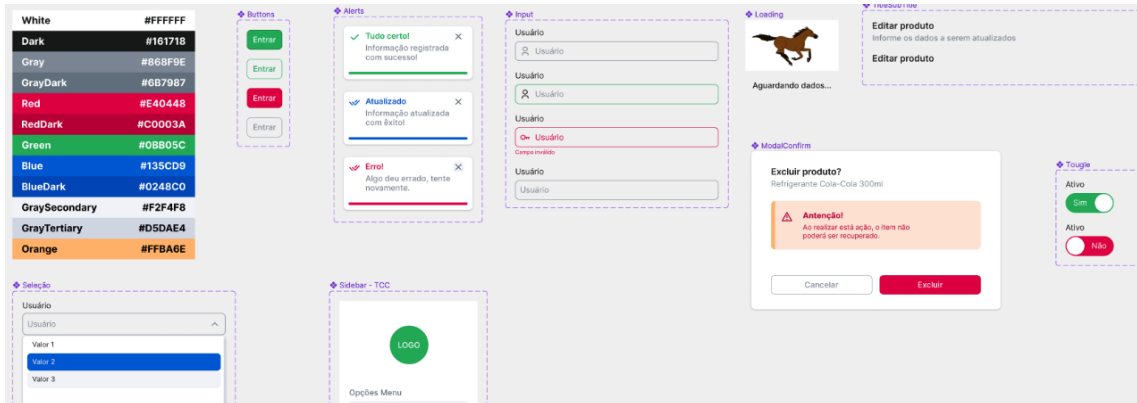 White #FFFFFF
Dark #161718
Gray #868F9E
GrayDark #6B7987
Red #E40448
RedDark #C0003A
Green #0BB05C
Blue #135CD9
BlueDark #0248C0
GraySecondary #F2F4F8
GrayTertiary #D5DAE4
Orange #FFBA6E
Buttons
Entrar
Entrar
Entrar
Entrar
Alerts
Tudo certo!
Informação registrada
com sucesso!
Atualizado
Informação atualizada
com êxito!
Erro!
Algo deu errado, tente
novamente.
Input
Usuário
Usuário
Usuário
Usuário
Usuário
Usuário
Campo inválido
Usuário
Usuário
Loading
Aguardando dados...
TitleSubTitle
Editar produto
Informe os dados a serem atualizados
Editar produto
ModalConfirm
Excluir produto?
Refrigerante Cola-Cola 300ml
Antenção!
Ao realizar está ação, o item não
poderá ser recuperado.
Cancelar Excluir
Tougle
Ativo
Sim
Ativo
Não
Seleção
Usuário
Usuário
Valor 1
Valor 2
Valor 3
Sidebar - TCC
LOGO
Opções Menu